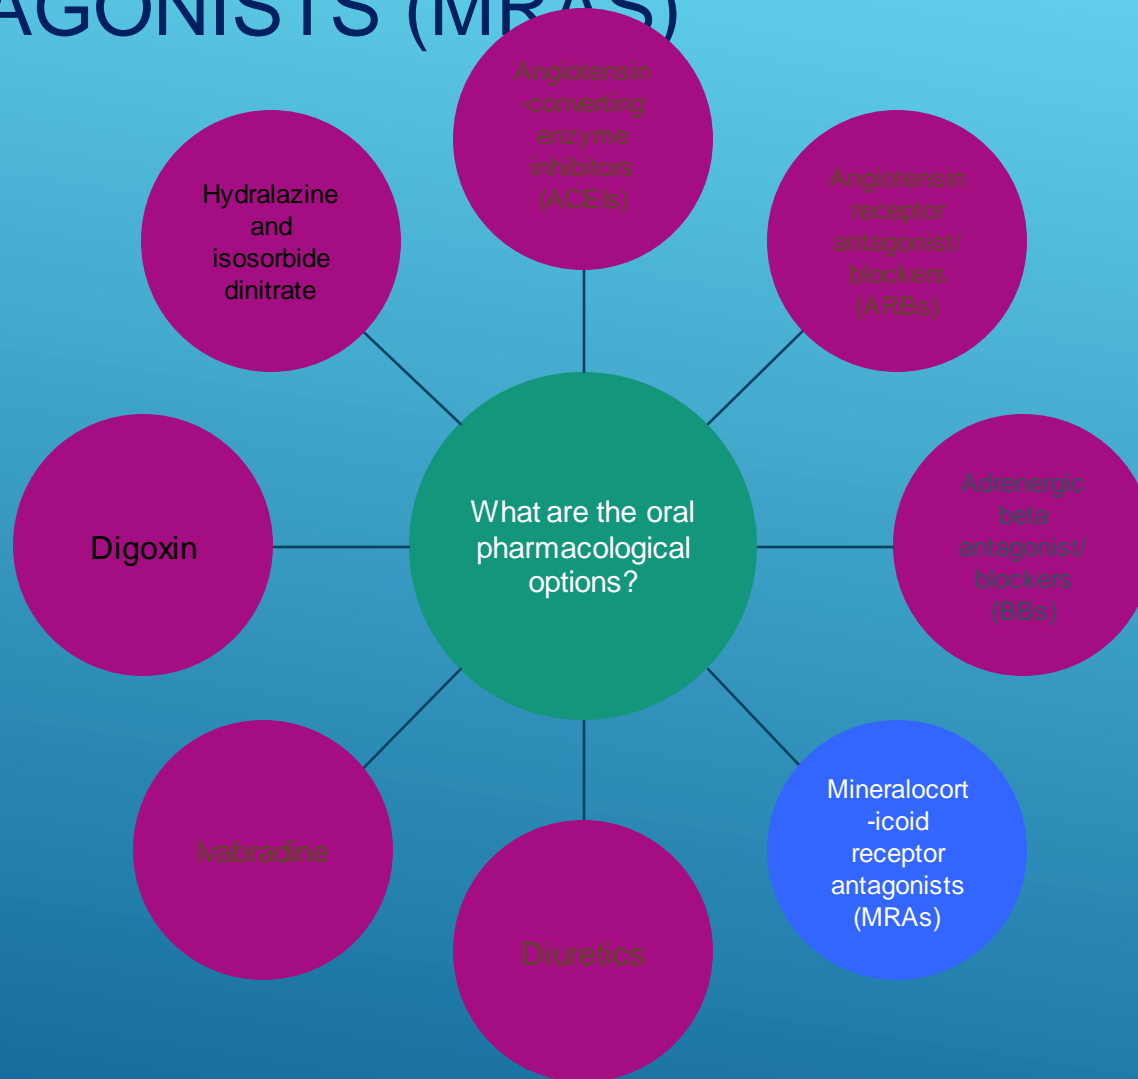 AGONISTS (MRAS)
Angiotensin
-converting
enzyme
inhibitors
(ACEIs)
Angiotensin
receptor
antagonist/
blockers
(ARBs)
Adrenergic
beta
antagonist/
blockers
(BBs)
Mineralocort
-icoid
receptor
antagonists
(MRAs)
Diuretics
Ivabradine
Digoxin
Hydralazine
and
isosorbide
dinitrate
What are the oral
pharmacological
options?